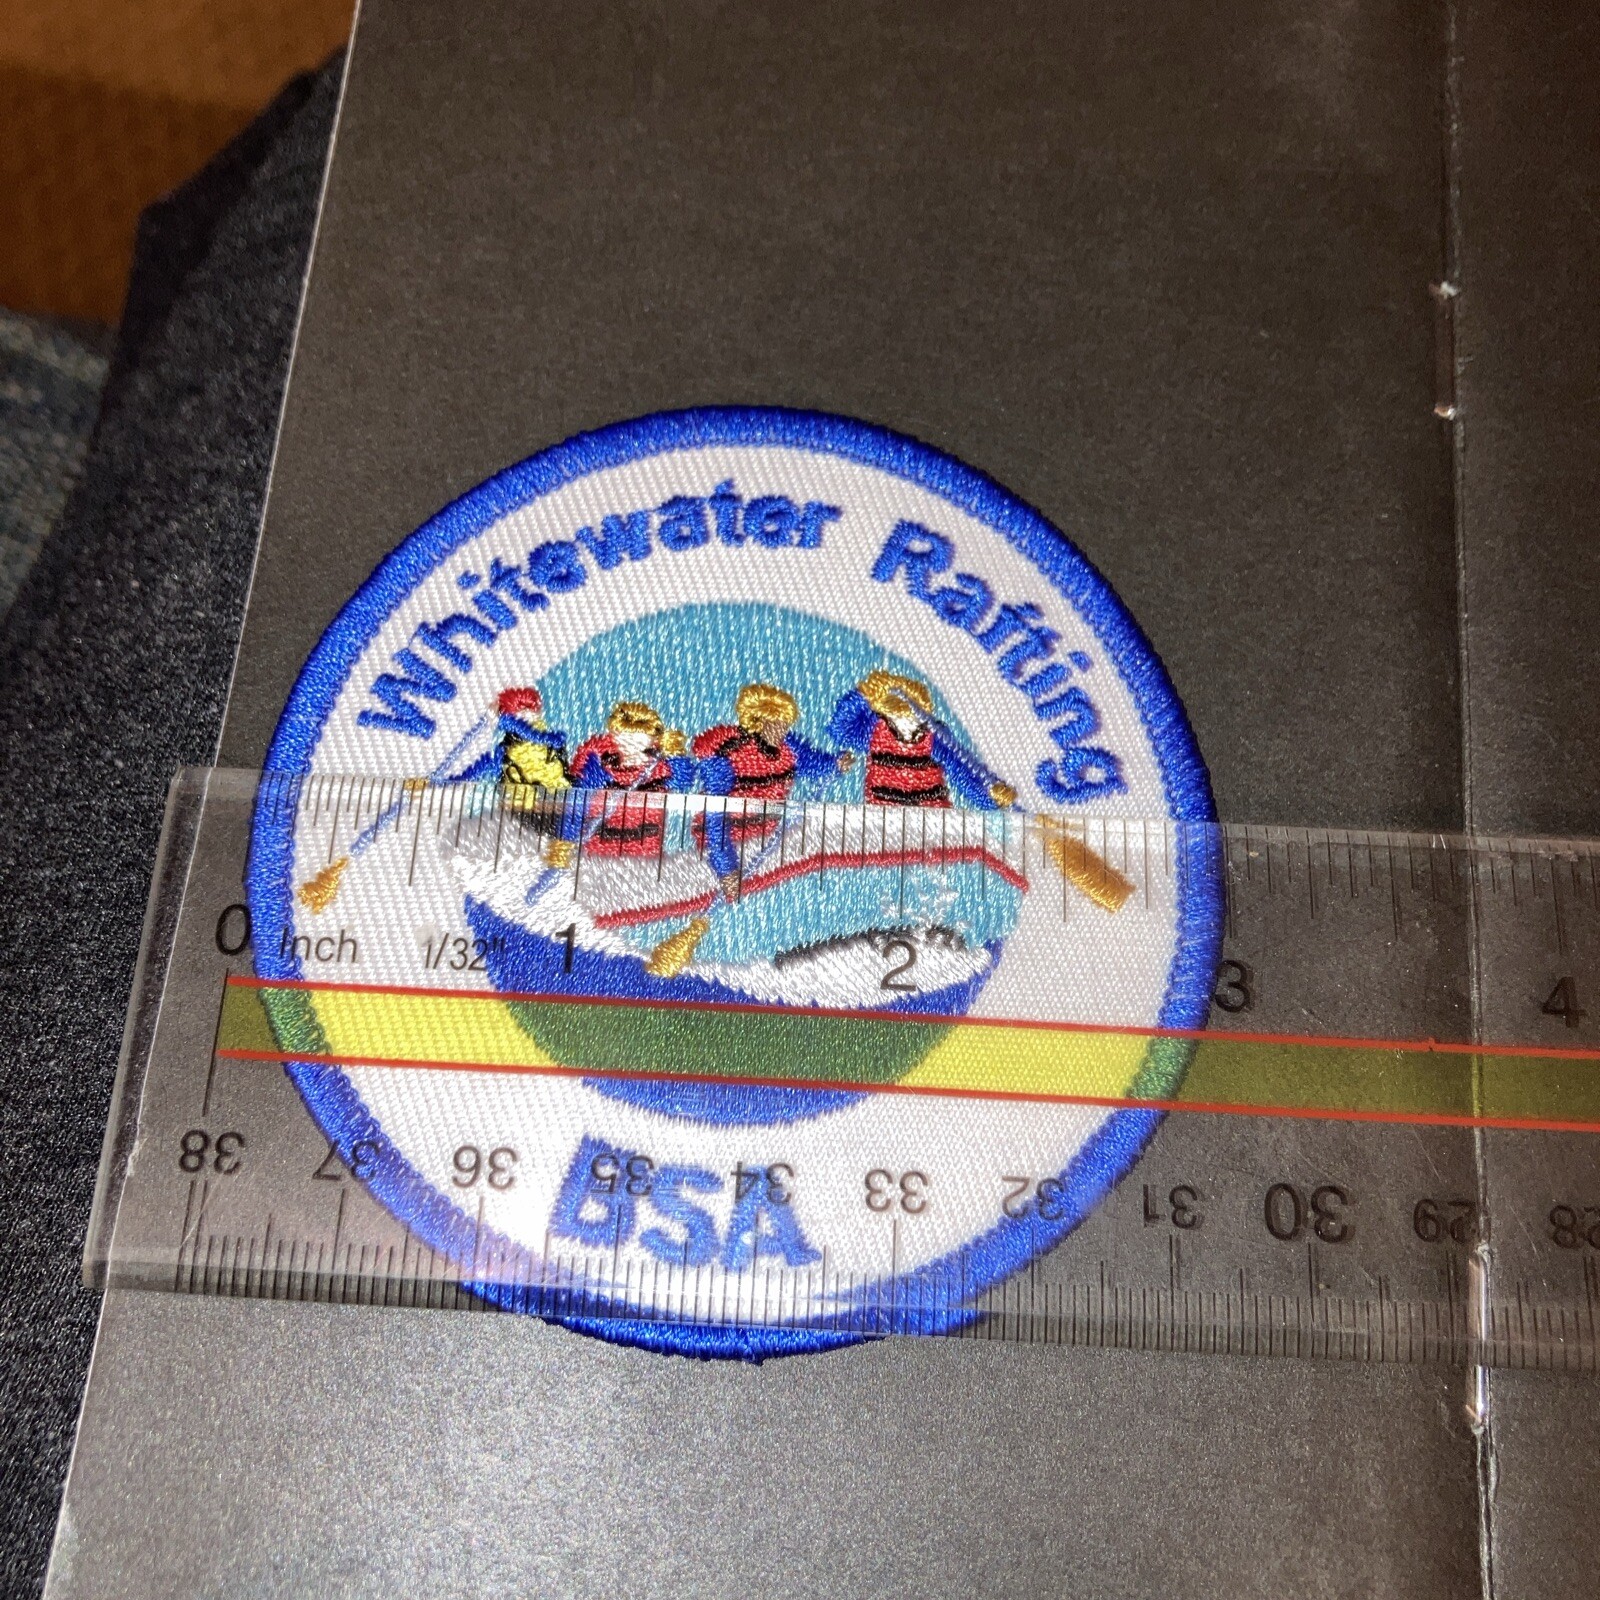 Whitewater Rafting
0 Inch 1/32" 1 2 3 4
38 37 36 35 34 33 32 31 30 29 28
BSA